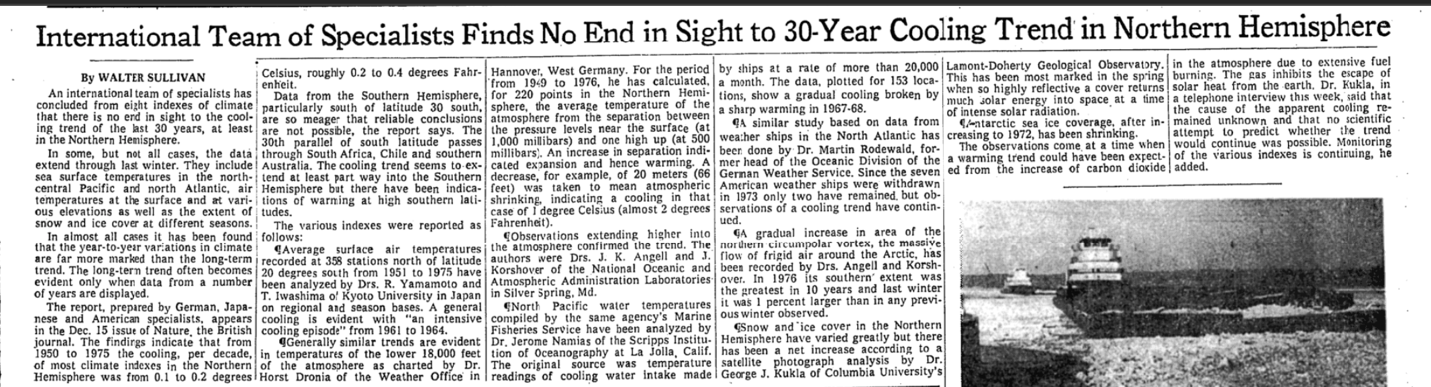 International Team of Specialists Finds No End in Sight to 30-Year Cooling Trend in Northern Hemisphere
By WALTER SULLIVAN
An international team of specialists has
concluded from eight indexes of climate
that there is no end in sight to the cool-
ing trend of the last 30 years, at least
in the Northern Hemisphere.
In some, but not all cases, the data
extend through last winter. They include
sea surface temperatures in the north-
central Pacific and north Atlantic, air
temperatures at the surface and at vari-
ous elevations as well as the extent of
snow and ice cover at different seasons.
In almost all cases it has been found
that the year-to-year variations in climate
are far more marked than the long-term
trend. The long-term trend often becomes
evident only when data from a number
of years are displayed.
The report, prepared by German, Japa-
nese and American specialists, appears
in the Dec. 15 issue of Nature, the British
journal. The findings indicate that from
1950 to 1975 the cooling, per decade,
of most climate indexes in the Northern
Hemisphere was from 0.1 to 0.2 degrees
Celsius, roughly 0.2 to 0.4 degrees Fahr-
enheit.
Data from the Southern Hemisphere,
particularly south of latitude 30 south,
are so meager that reliable conclusions
are not possible, the report says. The
30th parallel of south latitude passes
through South Africa, Chile and southern
Australia. The cooling trend seems to ex-
tend at least part way into the Southern
Hemisphere but there have been indica-
tions of warming at high southern lati-
tudes.
The various indexes were reported as
follows:
¶Average surface air temperatures
recorded at 358 stations north of latitude
20 degrees south from 1951 to 1975 have
been analyzed by Drs. R. Yamamoto and
T. Iwashima of Kyoto University in Japan
on regional and season bases. A general
cooling is evident with "an intensive
cooling episode" from 1961 to 1964.
¶Generally similar trends are evident
in temperatures of the lower 18,000 feet
of the atmosphere as charted by Dr.
Horst Dronia of the Weather Office in
Hannover, West Germany. For the period
from 1949 to 1976, he has calculated,
for 220 points in the Northern Hemi-
sphere, the average temperature of the
atmosphere from the separation between
the pressure levels near the surface (at
1,000 millibars) and one high up (at 500
millibars). An increase in separation indi-
cated expansion and hence warming. A
decrease, for example, of 20 meters (66
feet) was taken to mean atmospheric
shrinking, indicating a cooling in that
case of 1 degree Celsius (almost 2 degrees
Fahrenheit).
¶Observations extending higher into
the atmosphere confirmed the trend. The
authors were Drs. J. K. Angell and J.
Korshover of the National Oceanic and
Atmospheric Administration Laboratories
in Silver Spring, Md.
¶North Pacific water temperatures
compiled by the same agency's Marine
Fisheries Service have been analyzed by
Dr. Jerome Namias of the Scripps Institu-
tion of Oceanography at La Jolla, Calif.
The original source was temperature
readings of cooling water intake made
by ships at a rate of more than 20,000
a month. The data, plotted for 153 loca-
tions, show a gradual cooling broken by
a sharp warming in 1967-68.
¶A similar study based on data from
weather ships in the North Atlantic has
been done by Dr. Martin Rodewald, for-
mer head of the Oceanic Division of the
German Weather Service. Since the seven
American weather ships were withdrawn
in 1973 only two have remained, but ob-
servations of a cooling trend have contin-
ued.
¶A gradual increase in area of the
northern circumpolar vortex, the massive
flow of frigid air around the Arctic, has
been recorded by Drs. Angell and Korsh-
over. In 1976 its southern extent was
the greatest in 10 years and last winter
it was 1 percent larger than in any previ-
ous winter observed.
¶Snow and ice cover in the Northern
Hemisphere have varied greatly but there
has been a net increase according to a
satellite photograph analysis by Dr.
George J. Kukla of Columbia University's
Lamont-Doherty Geological Observatory.
This has been most marked in the spring
when so highly reflective a cover returns
much solar energy into space at a time
of intense solar radiation.
¶Antarctic sea ice coverage, after in-
creasing to 1972, has been shrinking.
The observations come at a time when
a warming trend could have been expect-
ed from the increase of carbon dioxide
in the atmosphere due to extensive fuel
burning. The gas inhibits the escape of
solar heat from the earth. Dr. Kukla, in
a telephone interview this week, said that
the cause of the apparent cooling re-
mained unknown and that no scientific
attempt to predict whether the trend
would continue was possible. Monitoring
of the various indexes is continuing, he
added.